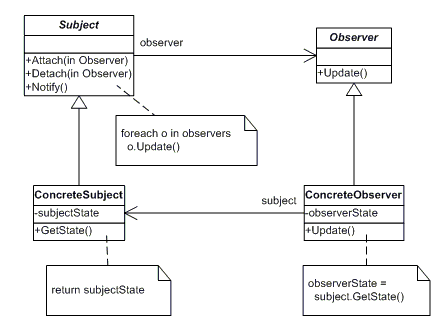 Subject
+Attach(in Observer)
+Detach(in Observer)
+Notify()
observer
Observer
+Update()
foreach o in observers
o.Update()
ConcreteSubject
-subjectState
+GetState()
subject
ConcreteObserver
-observerState
+Update()
return subjectState
observerState =
subject.GetState()